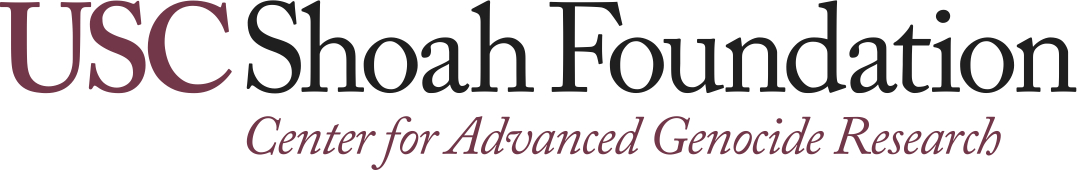 USC Shoah Foundation
Center for Advanced Genocide Research